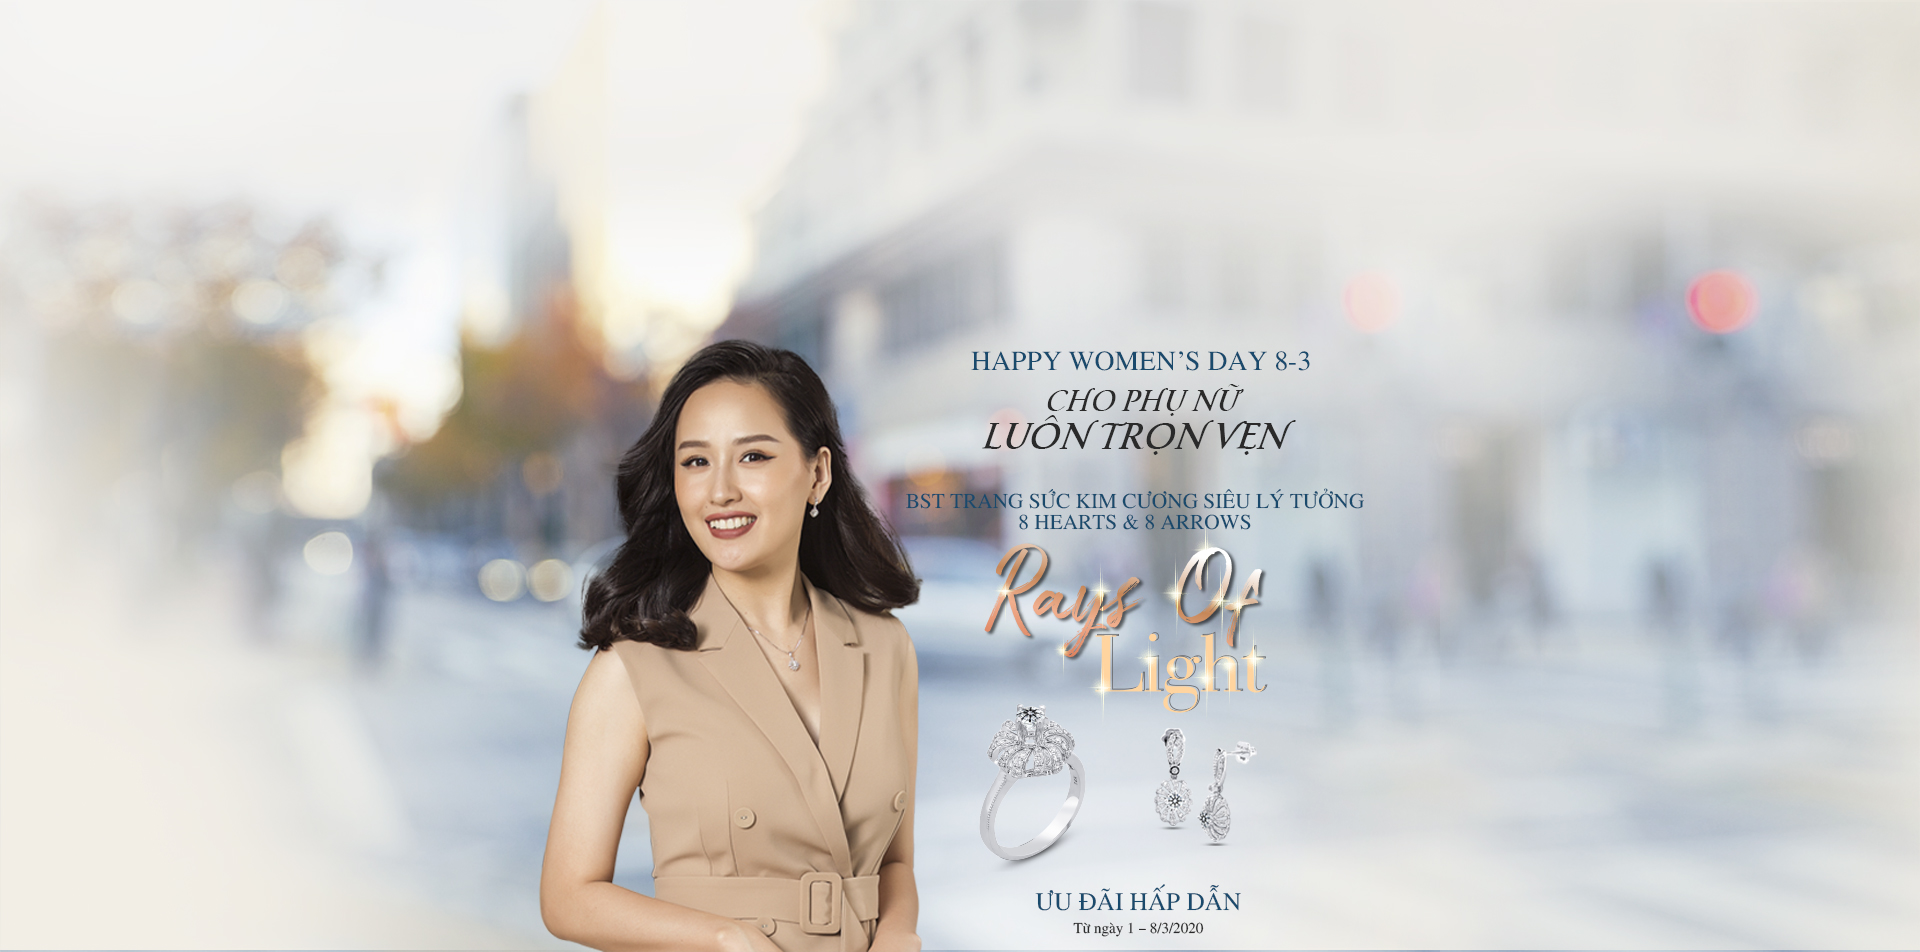 HAPPY WOMEN’S DAY 8-3
CHO PHỤ NỮ
LUÔN TRỌN VẸN
BST TRANG SỨC KIM CƯƠNG SIÊU LÝ TƯỞNG
8 HEARTS & 8 ARROWS
Rays Of
Light
ƯU ĐÃI HẤP DẪN
Từ ngày 1 – 8/3/2020